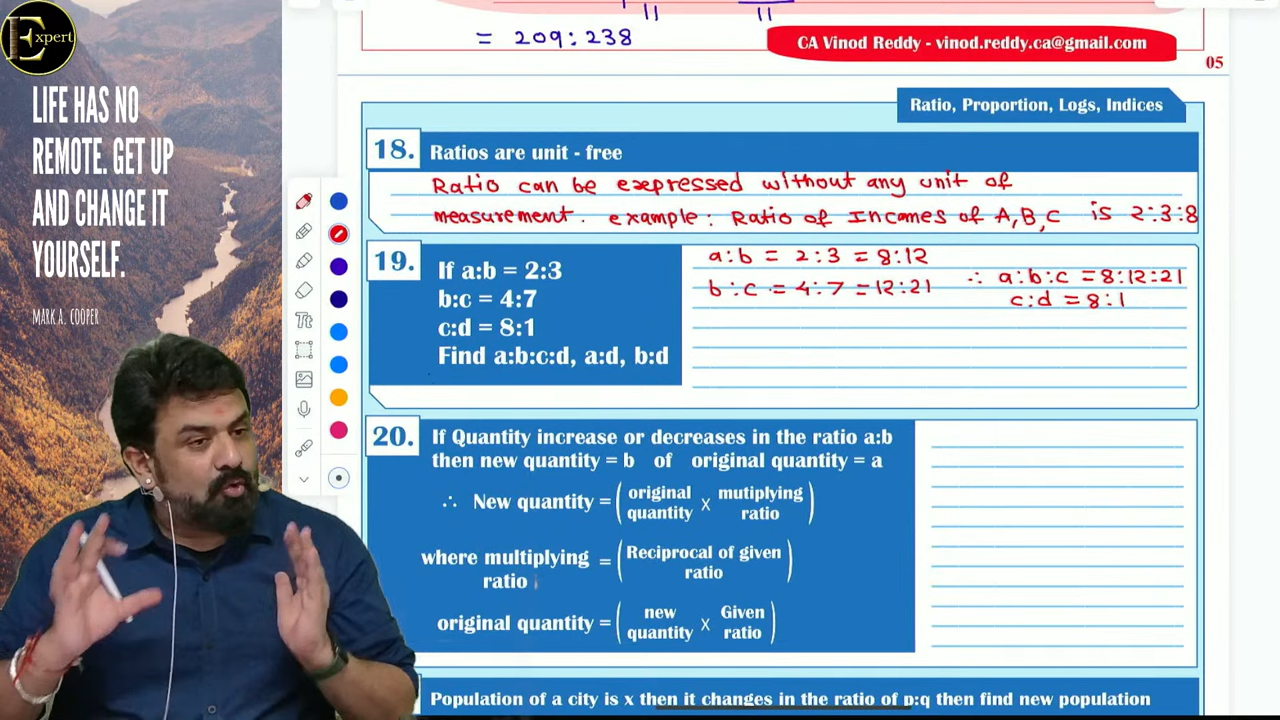 Expert
LIFE HAS NO
REMOTE. GET UP
AND CHANGE IT
YOURSELF.
MARK A. COOPER
= 209:238
CA Vinod Reddy - vinod.reddy.ca@gmail.com
05
Ratio, Proportion, Logs, Indices
18. Ratios are unit - free
Ratio can be expressed without any unit of
measurement. example: Ratio of Incomes of A,B,C is 2:3:8
19.
If a:b = 2:3
b:c = 4:7
c:d = 8:1
Find a:b:c:d, a:d, b:d
a:b = 2:3 = 8:12
b:c = 4:7 = 12:21
∴ a:b:c = 8:12:21
c:d = 8:1
20. If Quantity increase or decreases in the ratio a:b
then new quantity = b of original quantity = a
∴ New quantity = (original quantity x mutiplying ratio)
where multiplying ratio = (Reciprocal of given ratio)
original quantity = (new quantity x Given ratio)
Population of a city is x then it changes in the ratio of p:q then find new population
Tt